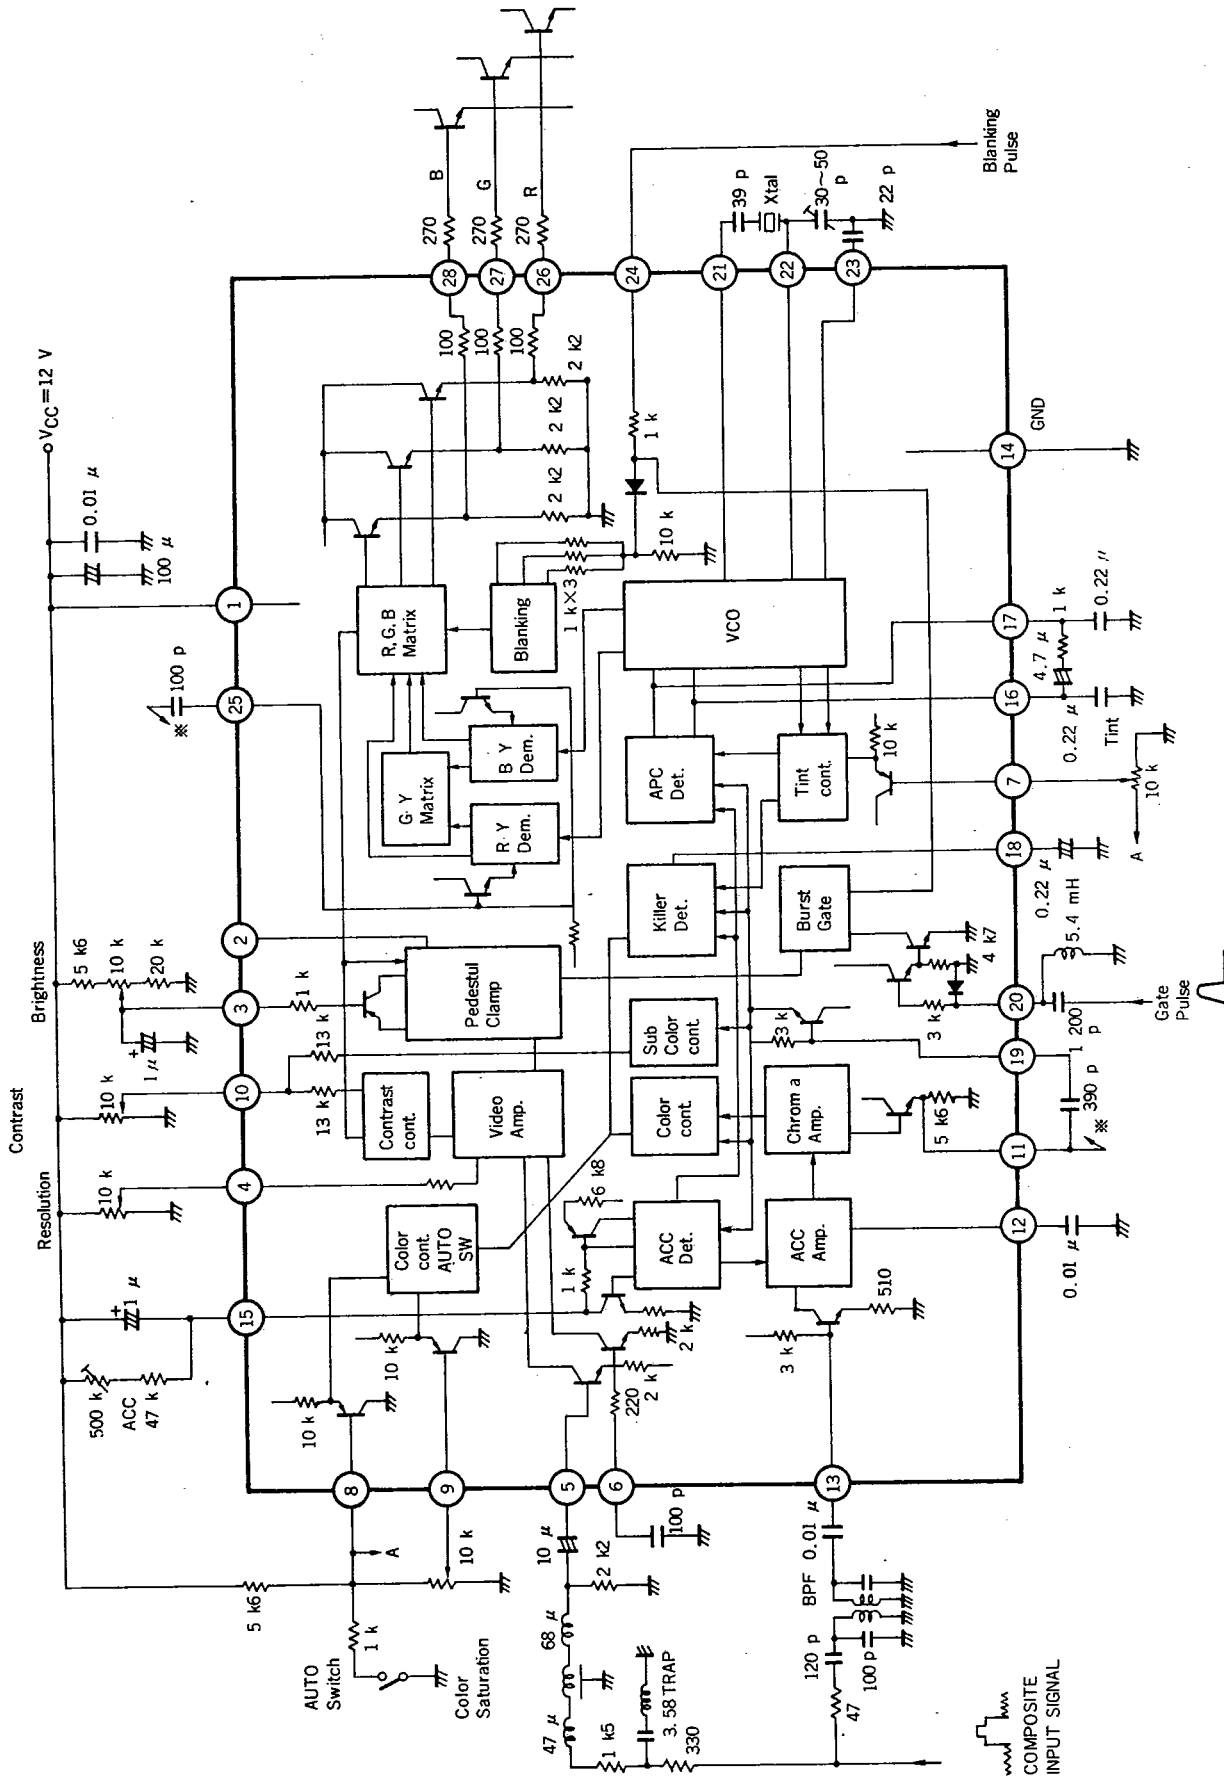 VCC=12 V
0.01 μ
100 μ
1
100 p
※
25
Brightness
5 k6
10 k
20 k
1 μ
+
2
3
1 k
Contrast
10 k
10
13 k
13 k
Resolution
10 k
4
+
1 μ
15
500 k
ACC
47 k
5 k6
B
G
R
270
270
270
28
27
26
100
100
100
2 k2
2 k2
2 k2
R, G, B
Matrix
Blanking
1 k×3
10 k
1 k
24
Blanking
Pulse
G·Y
Matrix
B Y
Dem.
R·Y
Dem.
Pedestul
Clamp
Video
Amp.
Contrast
cont.
Sub
Color
cont.
Color
cont.
Color
cont.
AUTO
SW
VCO
21
39 p
Xtal
22
30~50
p
23
22 p
APC
Det.
Tint
cont.
10 k
Killer
Det.
Burst
Gate
4 k7
3 k
3 k
Chrom a
Amp.
5 k6
ACC
Det.
ACC
Amp.
6 k8
1 k
2 k
2 k
220
510
3 k
10 k
10 k
14
GND
17
1 k
0.22 μ
4.7 μ
16
0.22 μ
Tint
7
10 k
A
18
0.22 μ
5.4 mH
20
1 200
p
Gate
Pulse
19
390 p
※
11
12
0.01 μ
8
A
1 k
AUTO
Switch
9
10 k
Color
Saturation
5
10 μ
2 k2
68 μ
47 μ
1 k5
3.58 TRAP
330
6
100 p
13
0.01 μ
BPF
120 p
100 p
47
COMPOSITE
INPUT SIGNAL